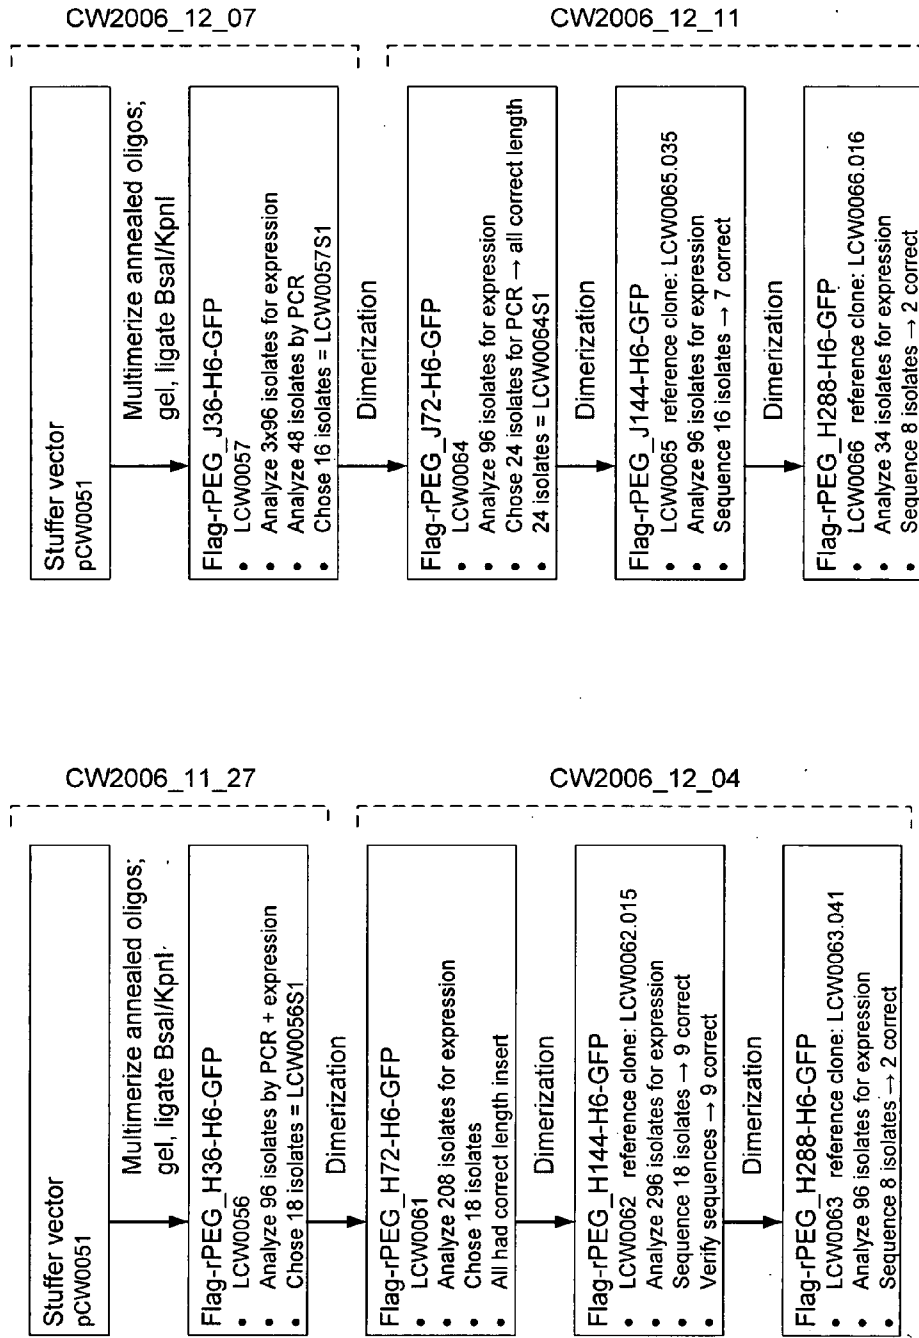 CW2006_11_27
Stuffer vector
pCW0051
Multimerize annealed oligos;
gel, ligate BsaI/KpnI
Flag-rPEG_H36-H6-GFP
• LCW0056
• Analyze 96 isolates by PCR + expression
• Chose 18 isolates = LCW0056S1
Dimerization
CW2006_12_04
Flag-rPEG_H72-H6-GFP
• LCW0061
• Analyze 208 isolates for expression
• Chose 18 isolates
• All had correct length insert
Dimerization
Flag-rPEG_H144-H6-GFP
• LCW0062 reference clone: LCW0062.015
• Analyze 296 isolates for expression
• Sequence 18 isolates → 9 correct
• Verify sequences → 9 correct
Dimerization
Flag-rPEG_H288-H6-GFP
• LCW0063 reference clone: LCW0063.041
• Analyze 96 isolates for expression
• Sequence 8 isolates → 2 correct
CW2006_12_07
Stuffer vector
pCW0051
Multimerize annealed oligos;
gel, ligate BsaI/KpnI
Flag-rPEG_J36-H6-GFP
• LCW0057
• Analyze 3x96 isolates for expression
• Analyze 48 isolates by PCR
• Chose 16 isolates = LCW0057S1
Dimerization
CW2006_12_11
Flag-rPEG_J72-H6-GFP
• LCW0064
• Analyze 96 isolates for expression
• Chose 24 isolates for PCR → all correct length
• 24 isolates = LCW0064S1
Dimerization
Flag-rPEG_J144-H6-GFP
• LCW0065 reference clone: LCW0065.035
• Analyze 96 isolates for expression
• Sequence 16 isolates → 7 correct
Dimerization
Flag-rPEG_H288-H6-GFP
• LCW0066 reference clone: LCW0066.016
• Analyze 34 isolates for expression
• Sequence 8 isolates → 2 correct